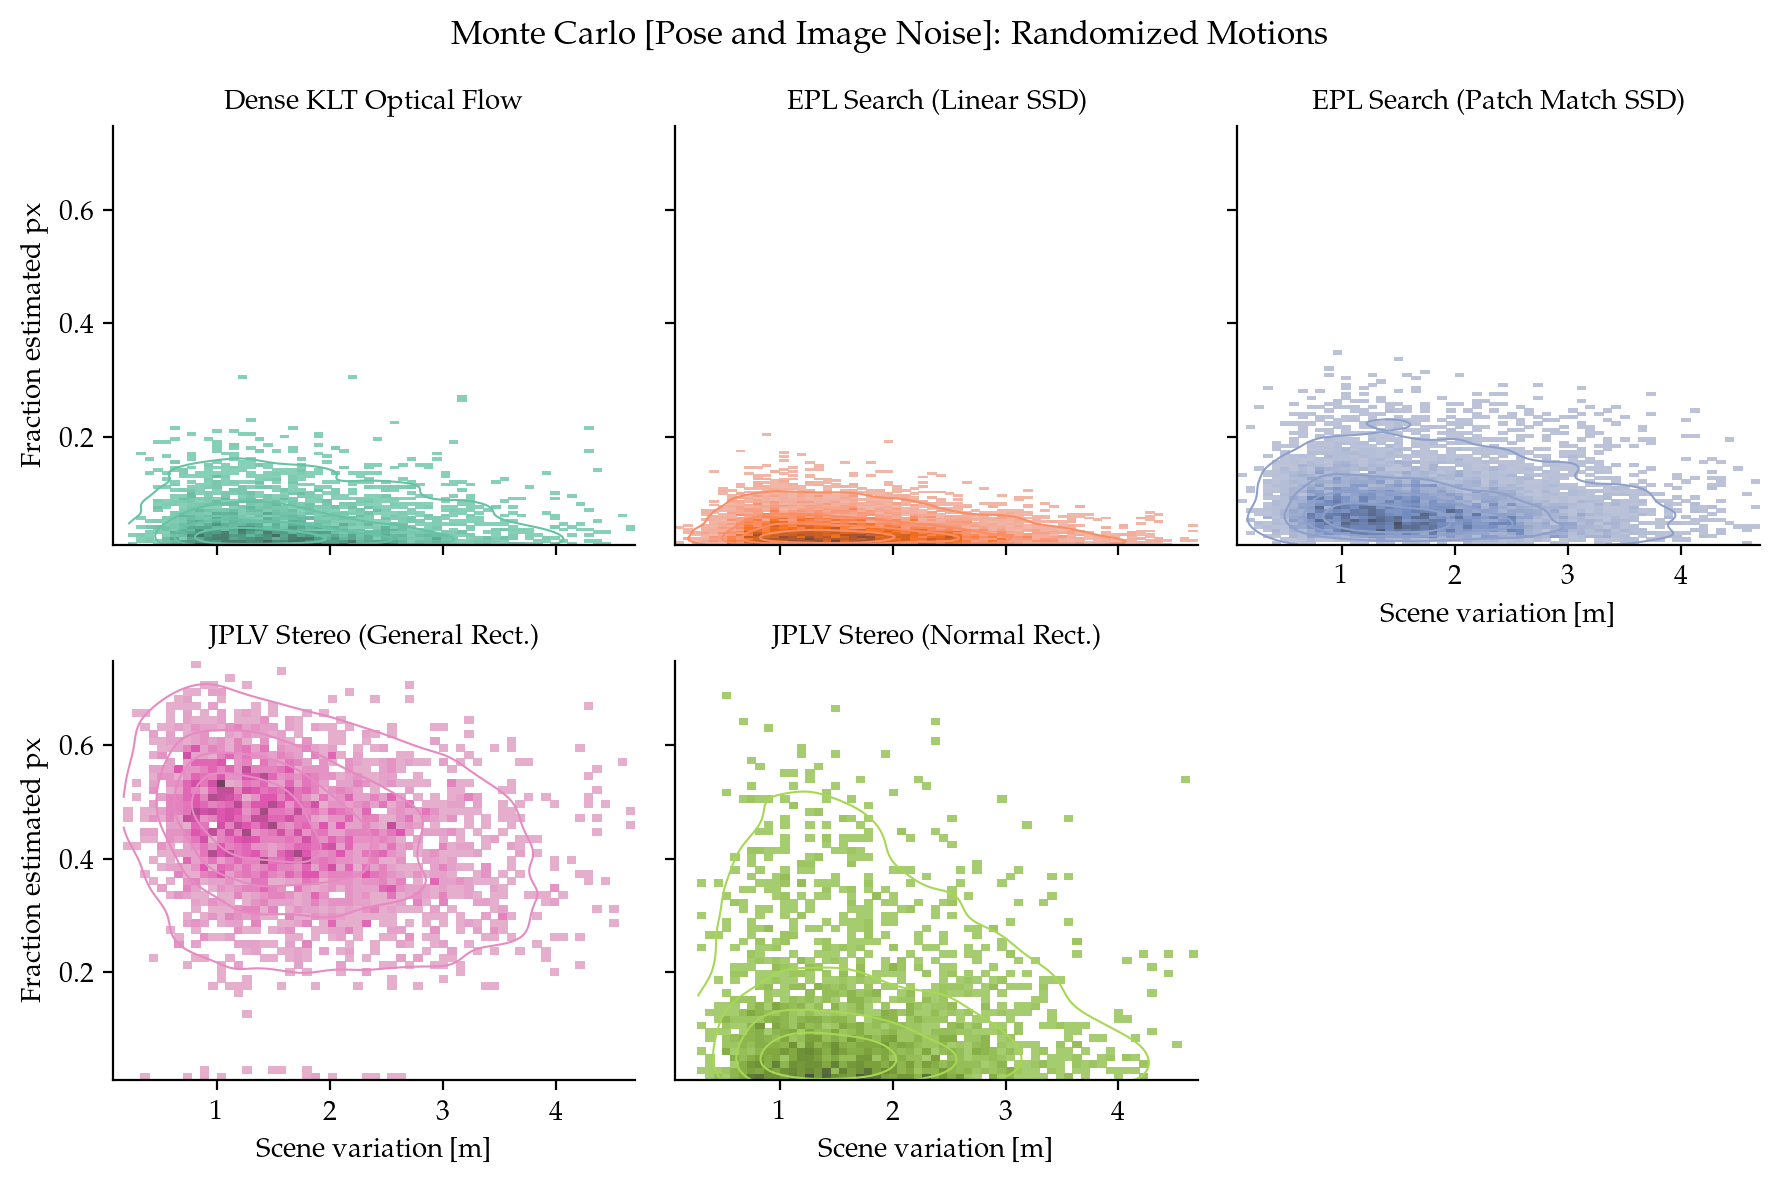 Monte Carlo [Pose and Image Noise]: Randomized Motions
Dense KLT Optical Flow
EPL Search (Linear SSD)
EPL Search (Patch Match SSD)
Fraction estimated px
0.6
0.4
0.2
1 2 3 4
Scene variation [m]
JPLV Stereo (General Rect.)
JPLV Stereo (Normal Rect.)
Fraction estimated px
0.6
0.4
0.2
1 2 3 4
1 2 3 4
Scene variation [m]
Scene variation [m]